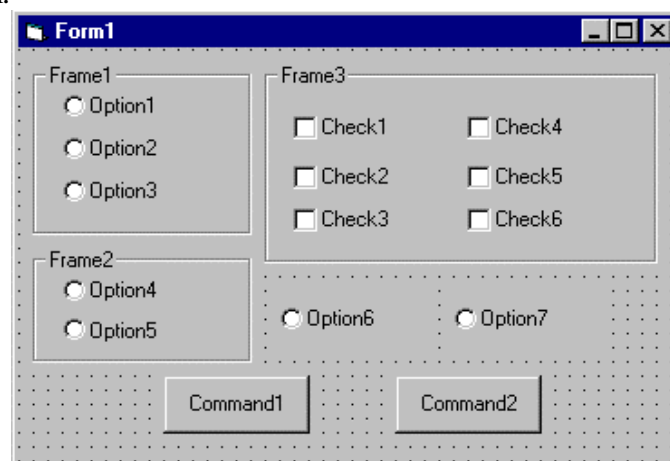 Form1
Frame1
Option1
Option2
Option3
Frame3
Check1 Check4
Check2 Check5
Check3 Check6
Frame2
Option4
Option5
Option6 Option7
Command1 Command2